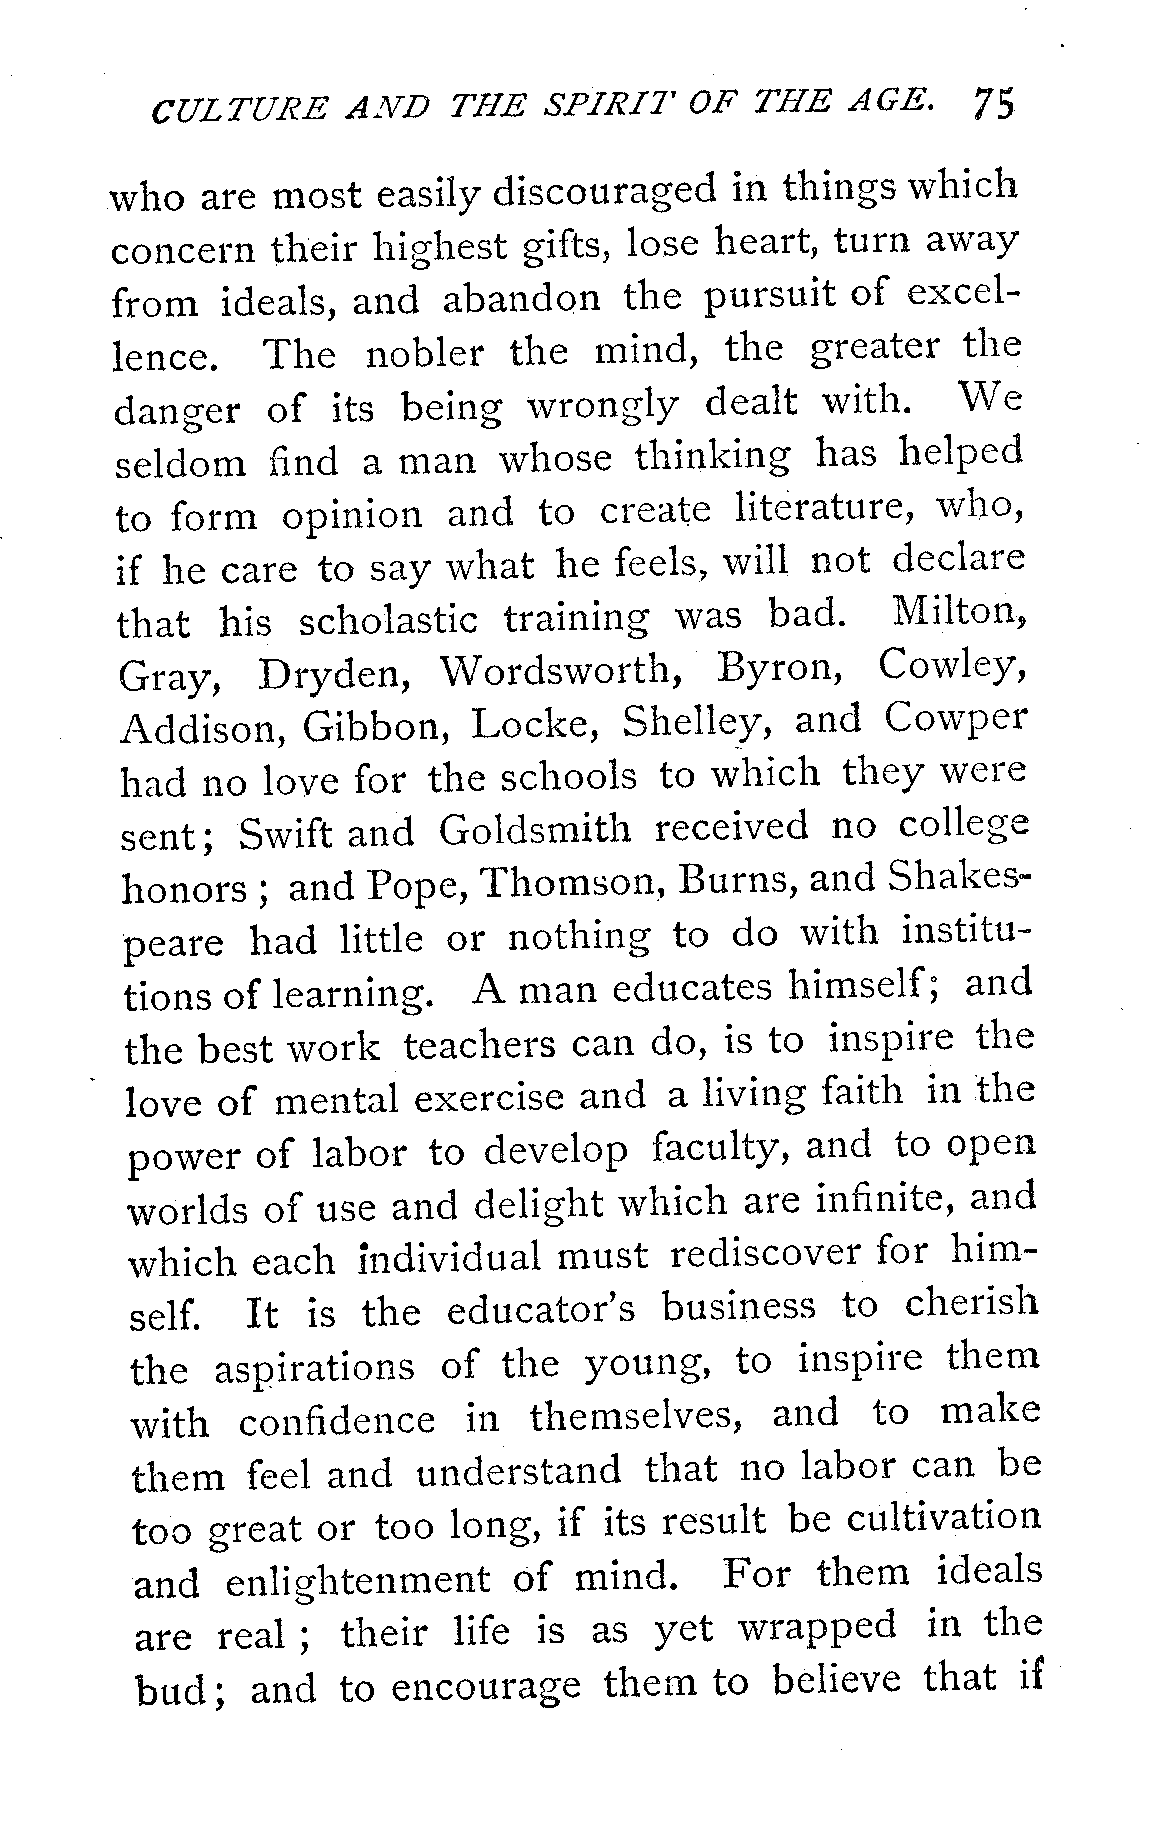 CULTURE AND THE SPIRIT OF THE AGE. 75
who are most easily discouraged in things which
concern their highest gifts, lose heart, turn away
from ideals, and abandon the pursuit of excel-
lence. The nobler the mind, the greater the
danger of its being wrongly dealt with. We
seldom find a man whose thinking has helped
to form opinion and to create literature, who,
if he care to say what he feels, will not declare
that his scholastic training was bad. Milton,
Gray, Dryden, Wordsworth, Byron, Cowley,
Addison, Gibbon, Locke, Shelley, and Cowper
had no love for the schools to which they were
sent; Swift and Goldsmith received no college
honors ; and Pope, Thomson, Burns, and Shakes-
peare had little or nothing to do with institu-
tions of learning. A man educates himself; and
the best work teachers can do, is to inspire the
love of mental exercise and a living faith in the
power of labor to develop faculty, and to open
worlds of use and delight which are infinite, and
which each individual must rediscover for him-
self. It is the educator's business to cherish
the aspirations of the young, to inspire them
with confidence in themselves, and to make
them feel and understand that no labor can be
too great or too long, if its result be cultivation
and enlightenment of mind. For them ideals
are real ; their life is as yet wrapped in the
bud; and to encourage them to believe that if